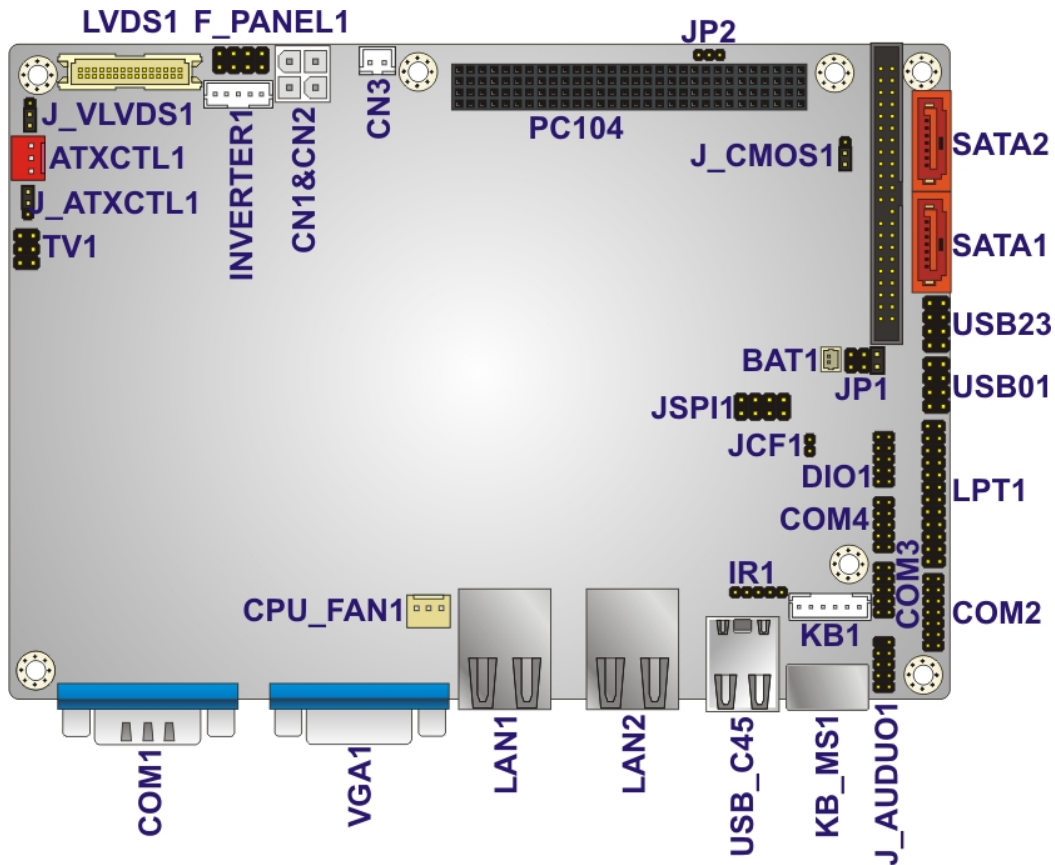 LVDS1 F_PANEL1
JP2
J_VLVDS1
ATXCTL1
J_ATXCTL1
TV1
INVERTER1
CN1&CN2
CN3
PC104
J_CMOS1
SATA2
SATA1
USB23
BAT1
JP1
USB01
JSPI1
JCF1
DIO1
LPT1
COM4
COM3
IR1
COM2
CPU_FAN1
KB1
COM1
VGA1
LAN1
LAN2
USB_C45
KB_MS1
J_AUDUO1